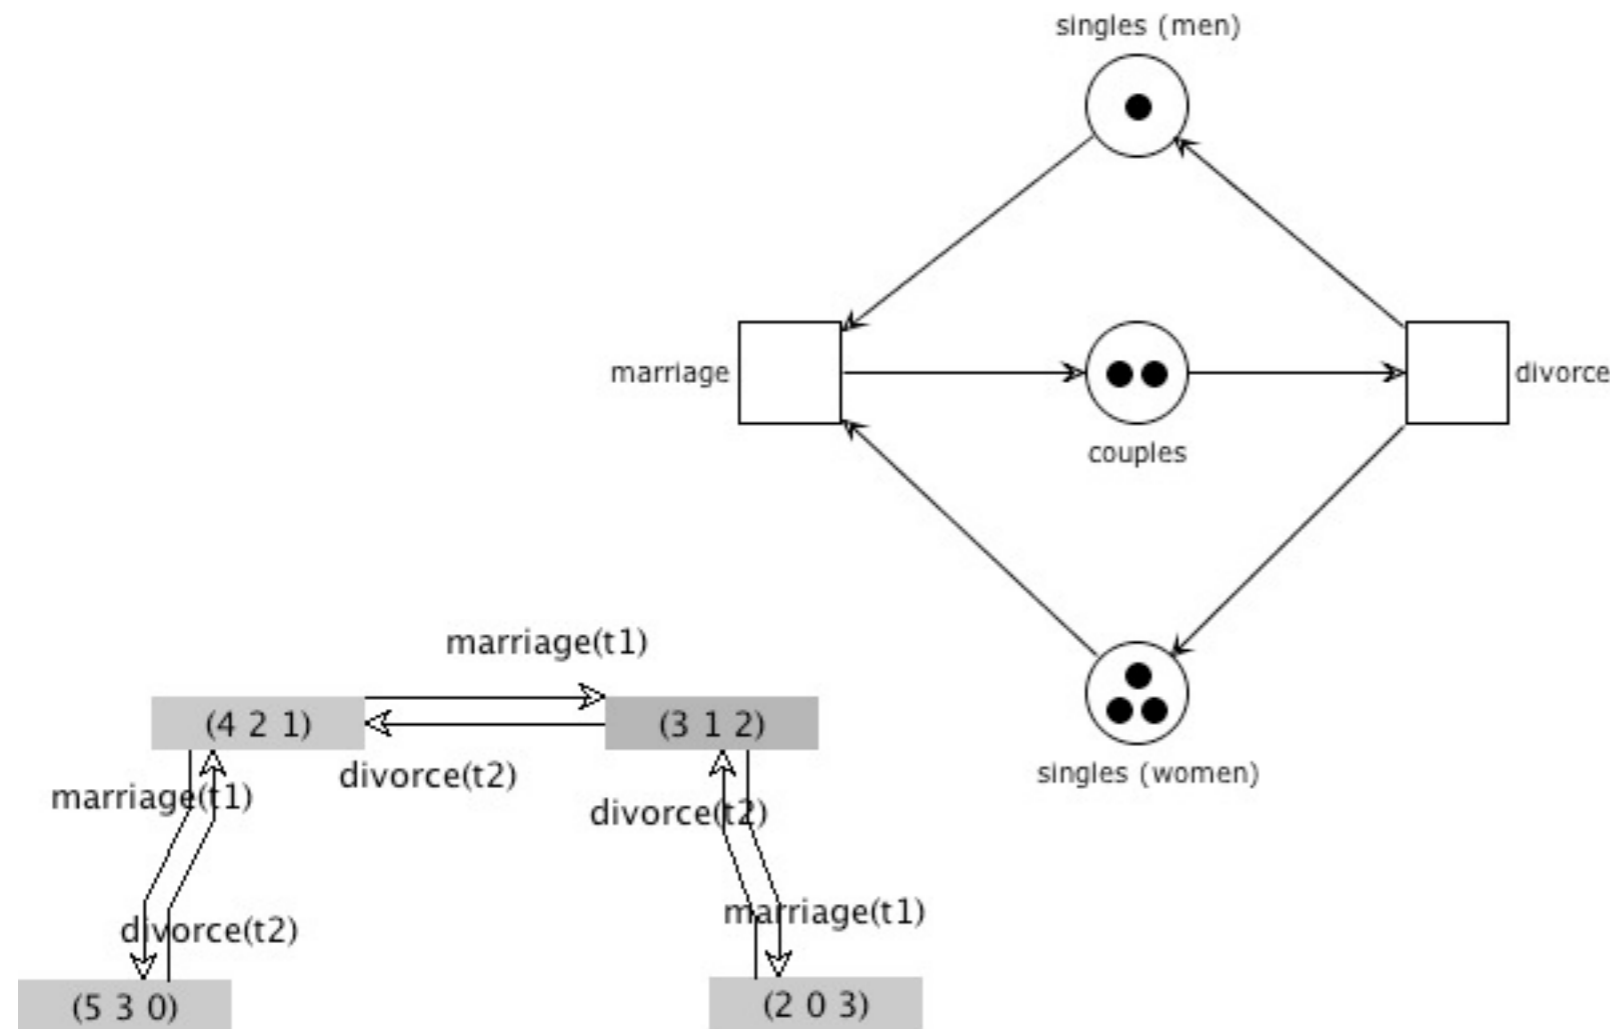 singles (men)
marriage
divorce
couples
singles (women)
marriage(t1)
(4 2 1)
(3 1 2)
divorce(t2)
marriage(t1)
divorce(t2)
marriage(t1)
divorce(t2)
(5 3 0)
(2 0 3)